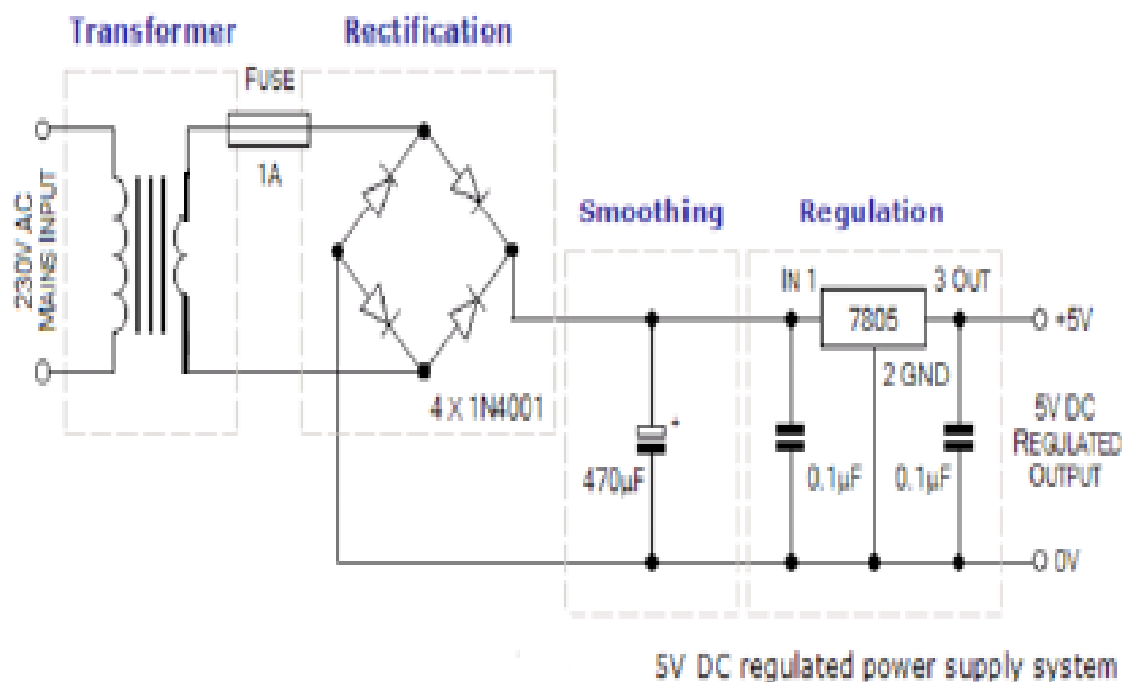 Transformer
Rectification
FUSE
1A
230V AC
MAINS INPUT
4 X 1N4001
Smoothing
Regulation
IN 1
3 OUT
7805
2 GND
+5V
+
470µF
0.1µF
0.1µF
5V DC
REGULATED
OUTPUT
0V
5V DC regulated power supply system